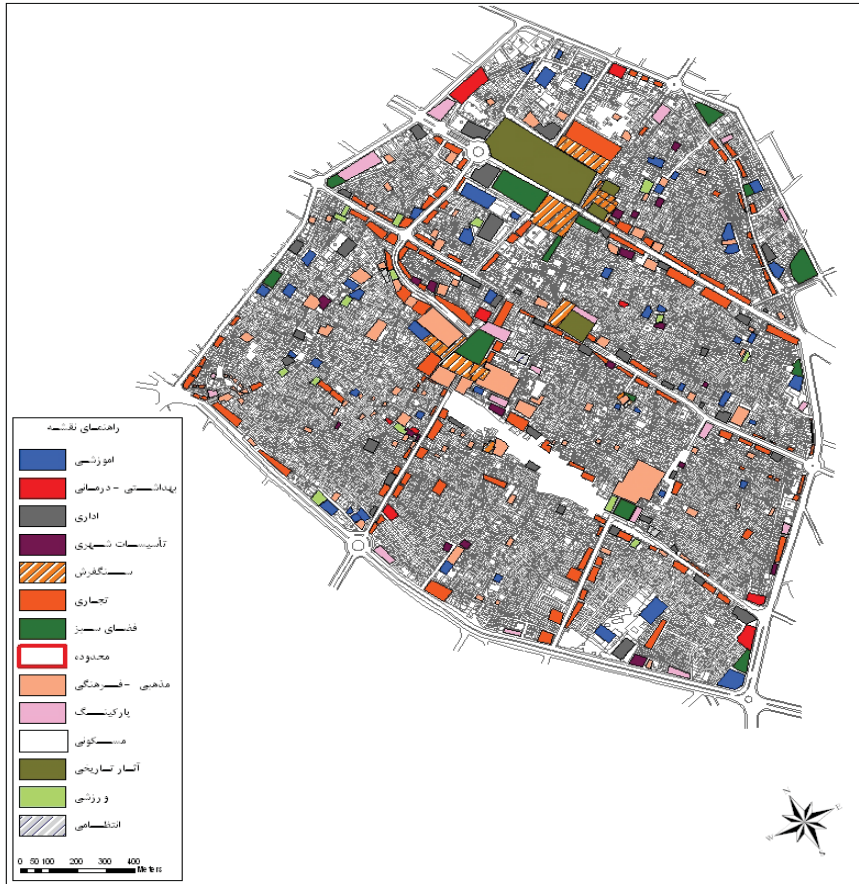 راهنمای نقشه
اموزشی
بهداشتی - درمانی
اداری
تأسیسات شهری
سنگفرش
تجاری
فضای سبز
محدوده
مذهبی - فرهنگی
پارکینگ
مسکونی
آثار تاریخی
ورزشی
انتظامی
0 50 100 200 300 400
Meters
N
E
W
S